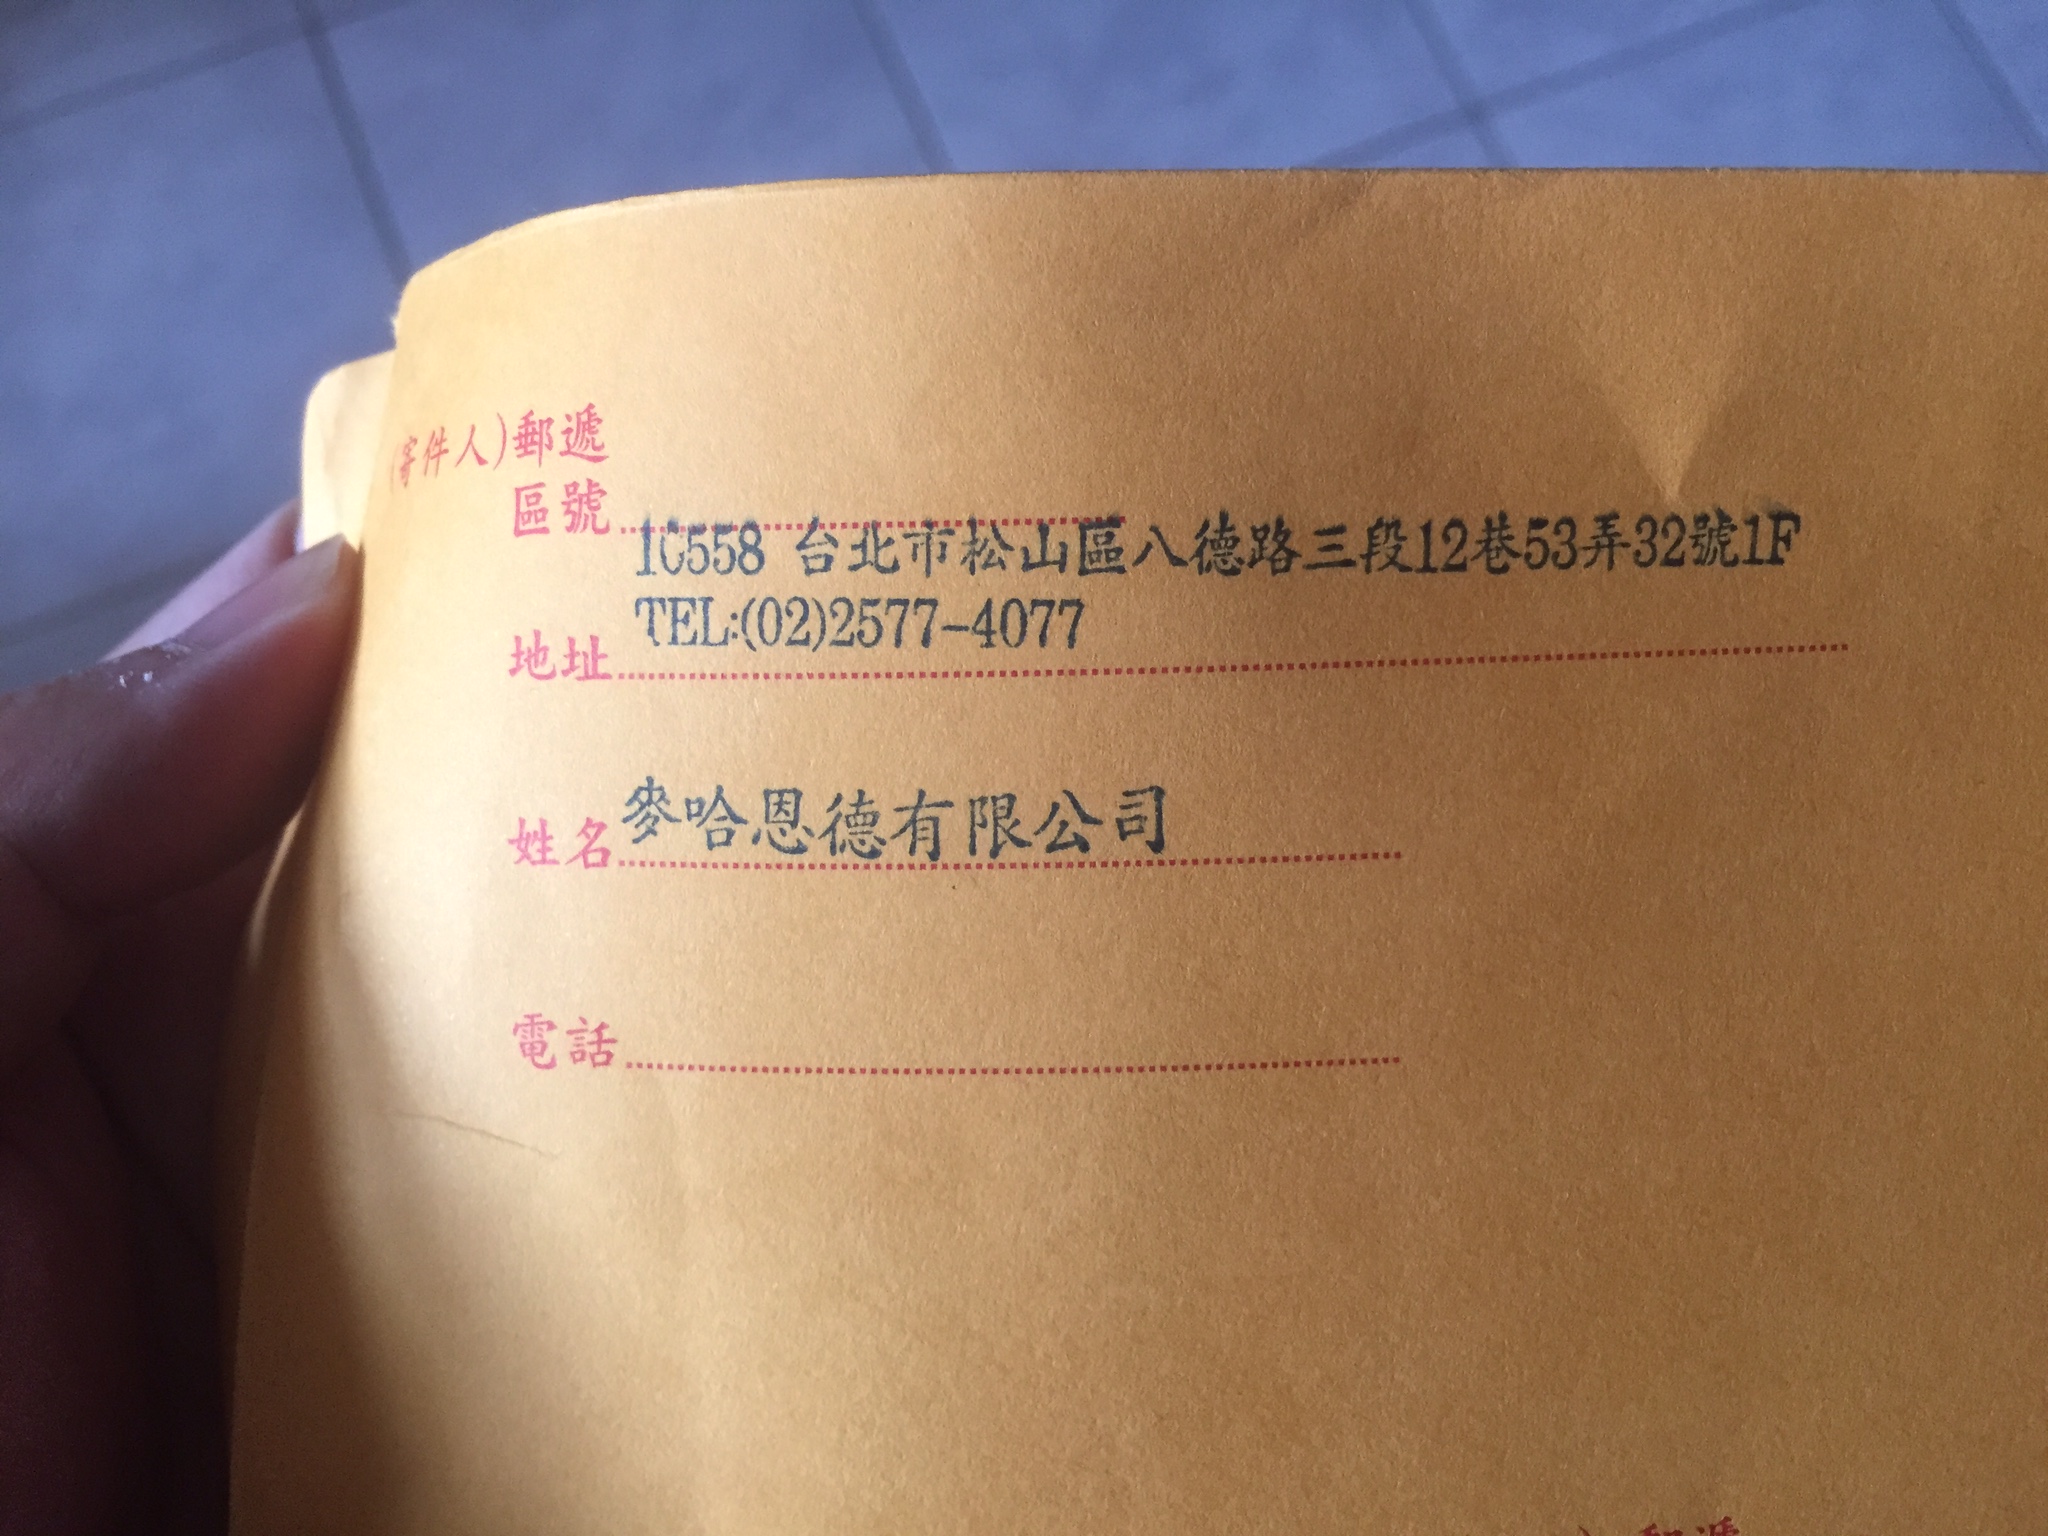 (寄件人)郵遞
區號
10558 台北市松山區八德路三段12巷53弄32號1F
TEL:(02)2577-4077
地址
姓名 麥哈恩德有限公司
電話
郵遞